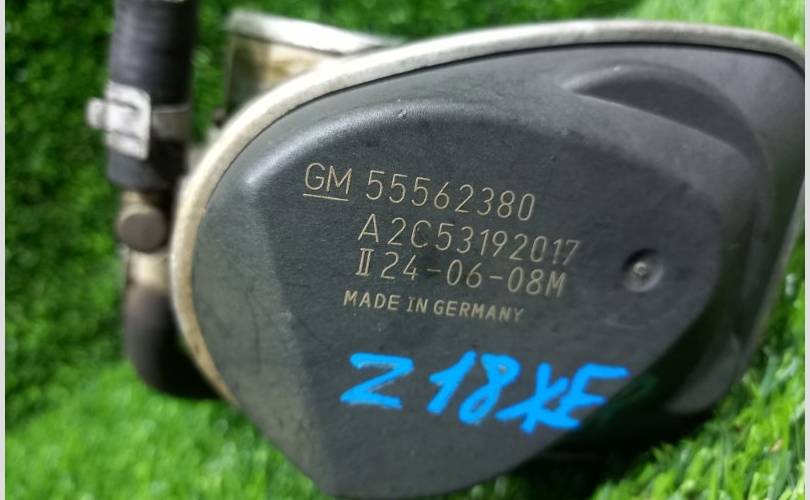 GM 55562380
A2C53192017
II 24-06-08M
MADE IN GERMANY
Z18XE